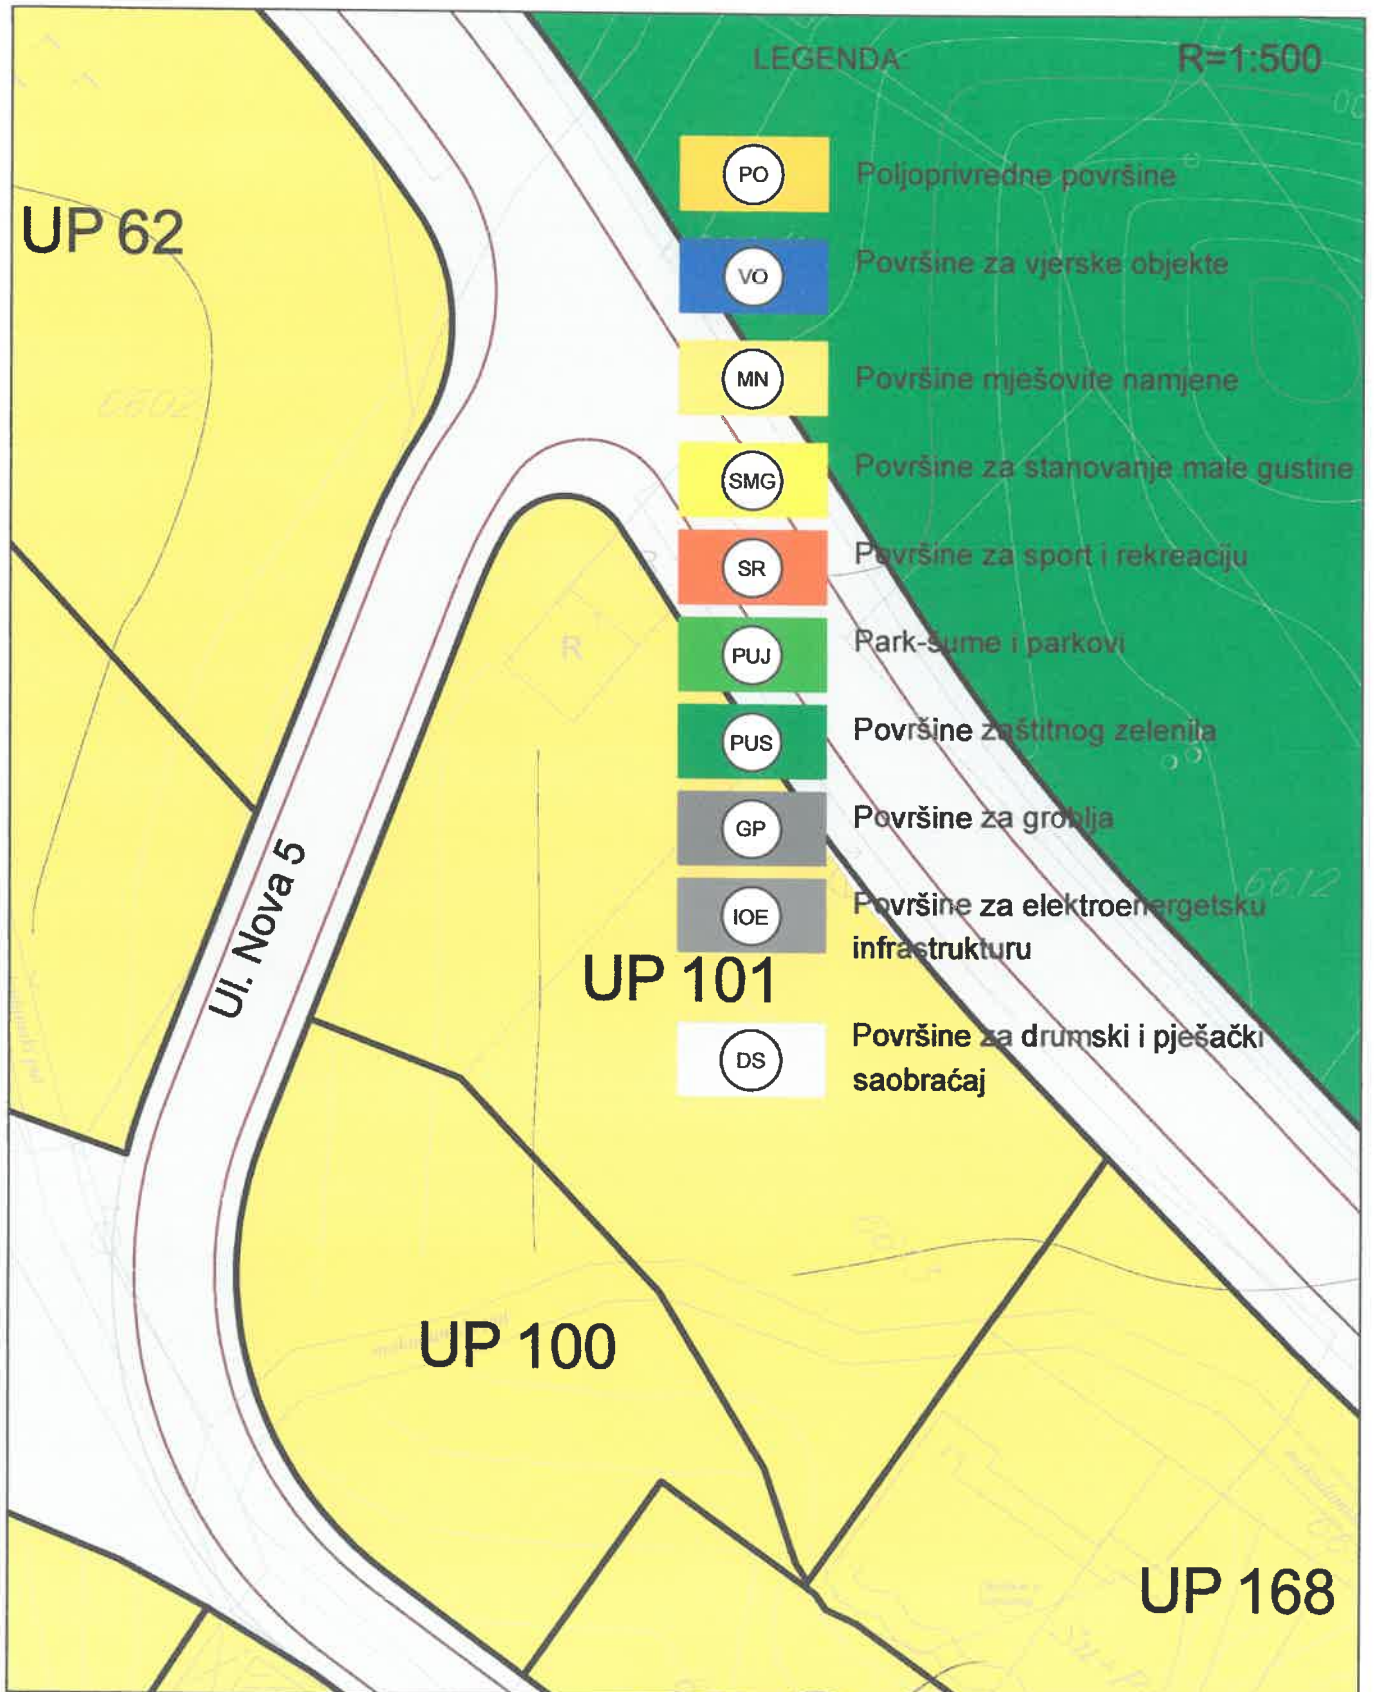 LEGENDA:
R=1:500
PO
Poljoprivredne površine
VO
Površine za vjerske objekte
MN
Površine mješovite namjene
SMG
Površine za stanovanje male gustine
SR
Površine za sport i rekreaciju
PUJ
Park-šume i parkovi
PUS
Površine zaštitnog zelenila
GP
Površine za groblja
IOE
Površine za elektroenergetsku
infrastrukturu
DS
Površine za drumski i pješački
saobraćaj
UP 62
R
6612
Ul. Nova 5
UP 101
UP 100
UP 168